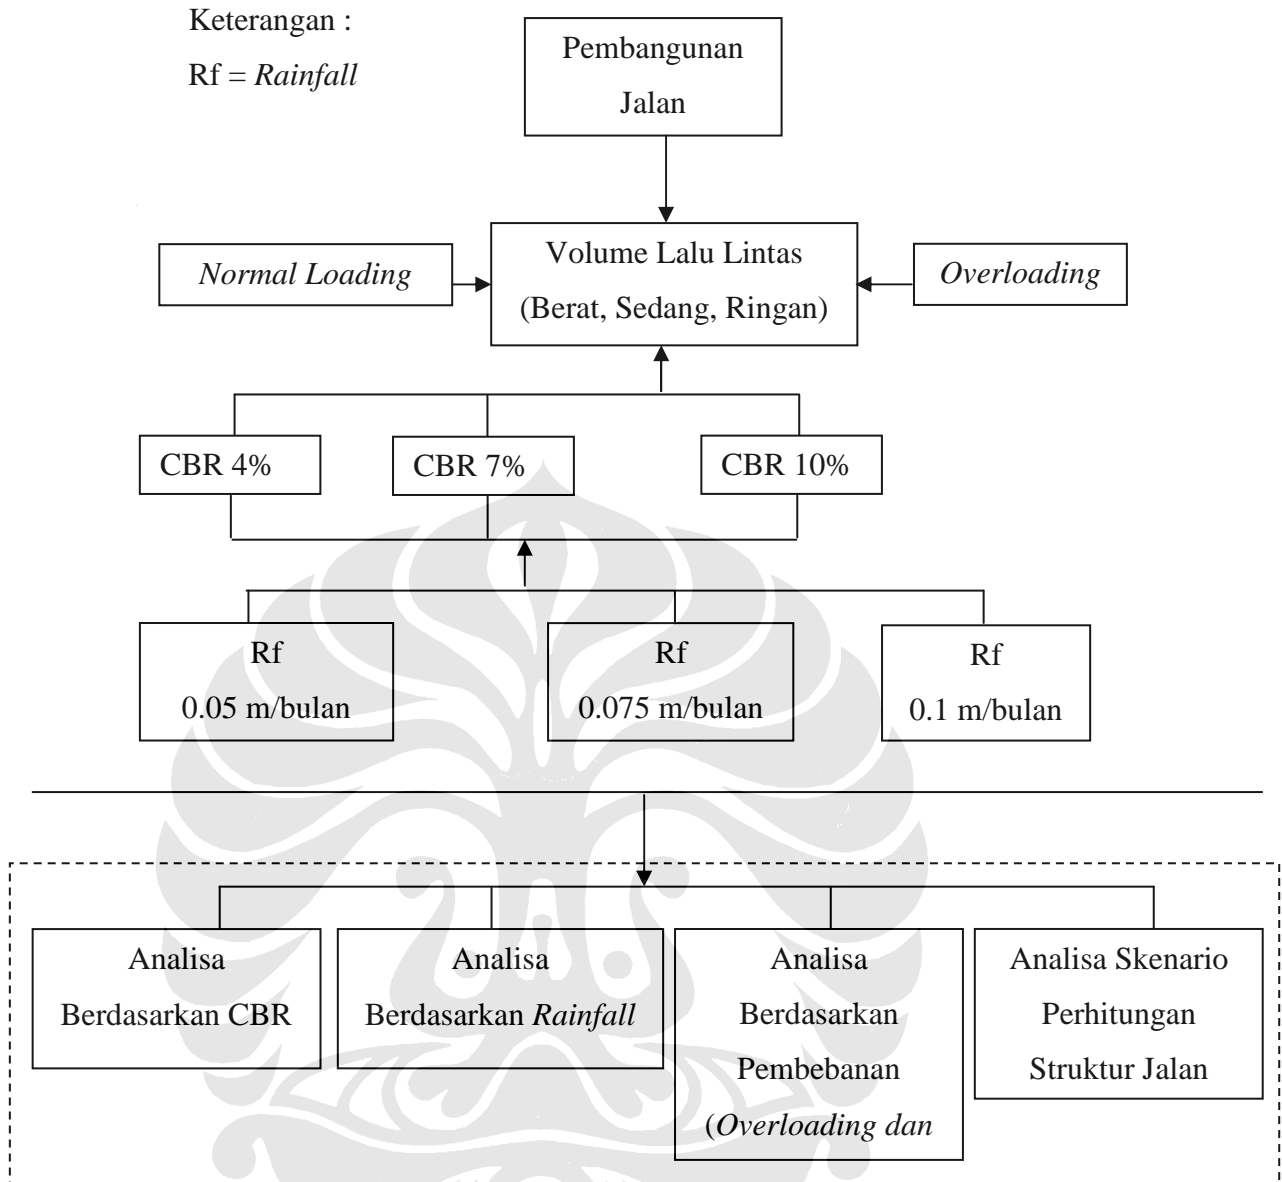 Keterangan :
Rf = Rainfall
Pembangunan
Jalan
Normal Loading
Volume Lalu Lintas
(Berat, Sedang, Ringan)
Overloading
CBR 4%
CBR 7%
CBR 10%
Rf
0.05 m/bulan
Rf
0.075 m/bulan
Rf
0.1 m/bulan
Analisa
Berdasarkan CBR
Analisa
Berdasarkan Rainfall
Analisa
Berdasarkan
Pembebanan
(Overloading dan
Analisa Skenario
Perhitungan
Struktur Jalan